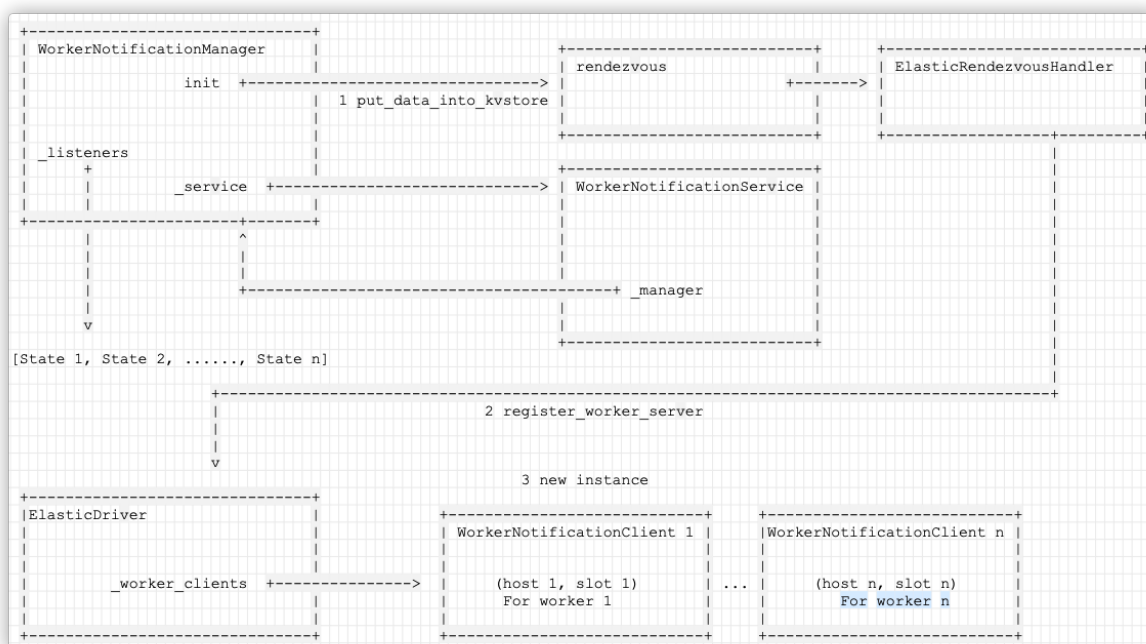 WorkerNotificationManager
rendezvous
ElasticRendezvousHandler
init
1 put_data_into_kvstore
_listeners
_service
WorkerNotificationService
_manager
[State 1, State 2, ......, State n]
2 register_worker_server
3 new instance
ElasticDriver
WorkerNotificationClient 1
WorkerNotificationClient n
_worker_clients
(host 1, slot 1)
...
(host n, slot n)
For worker 1
For worker n